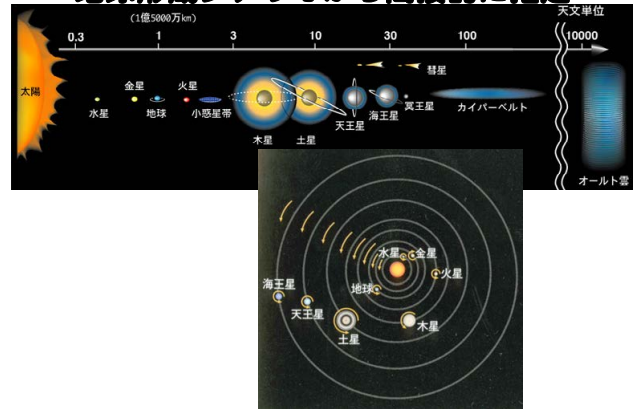 天文単位
(1億5000万km)
0.3 1 3 10 30 100 10000
太陽
水星
金星
地球
火星
小惑星帯
木星
土星
天王星
海王星
彗星
冥王星
カイパーベルト
オールト雲
水星
金星
火星
地球
海王星
天王星
土星
木星